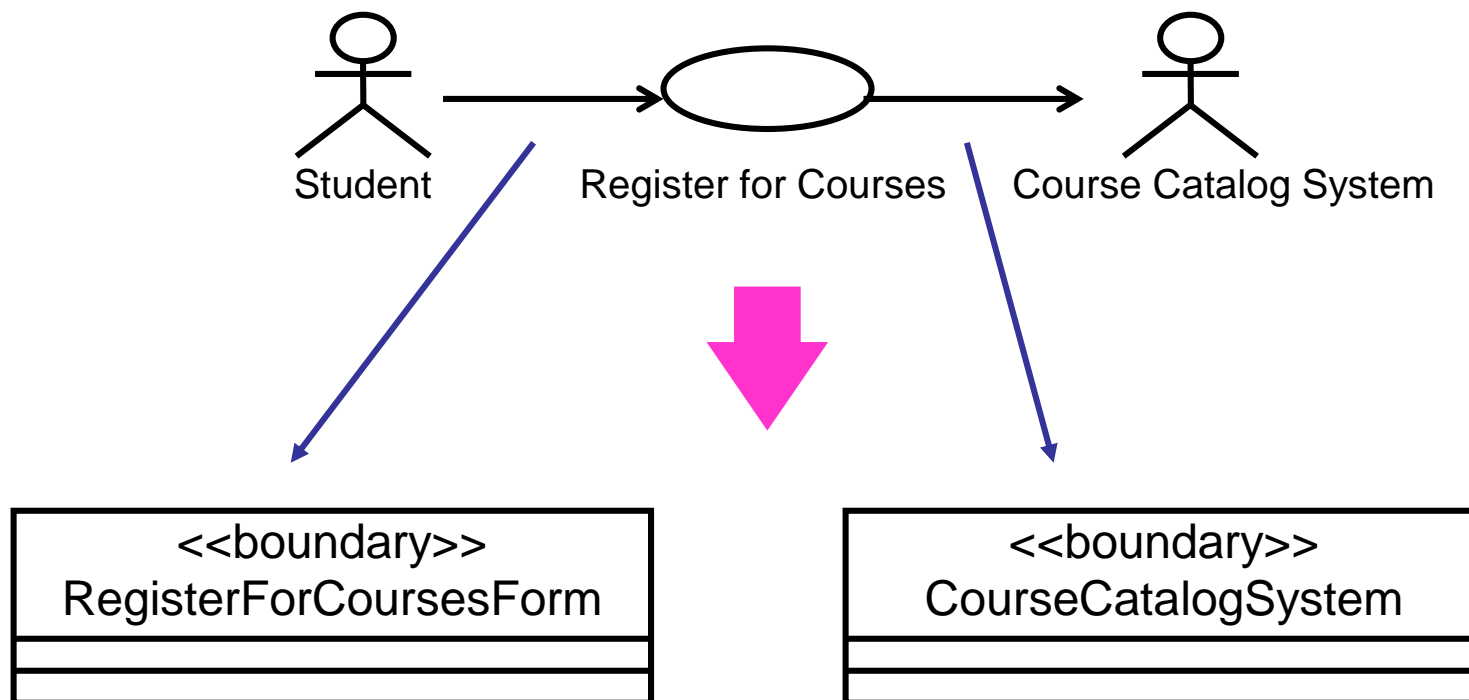 Student
Register for Courses
Course Catalog System
<<boundary>>
RegisterForCoursesForm
<<boundary>>
CourseCatalogSystem